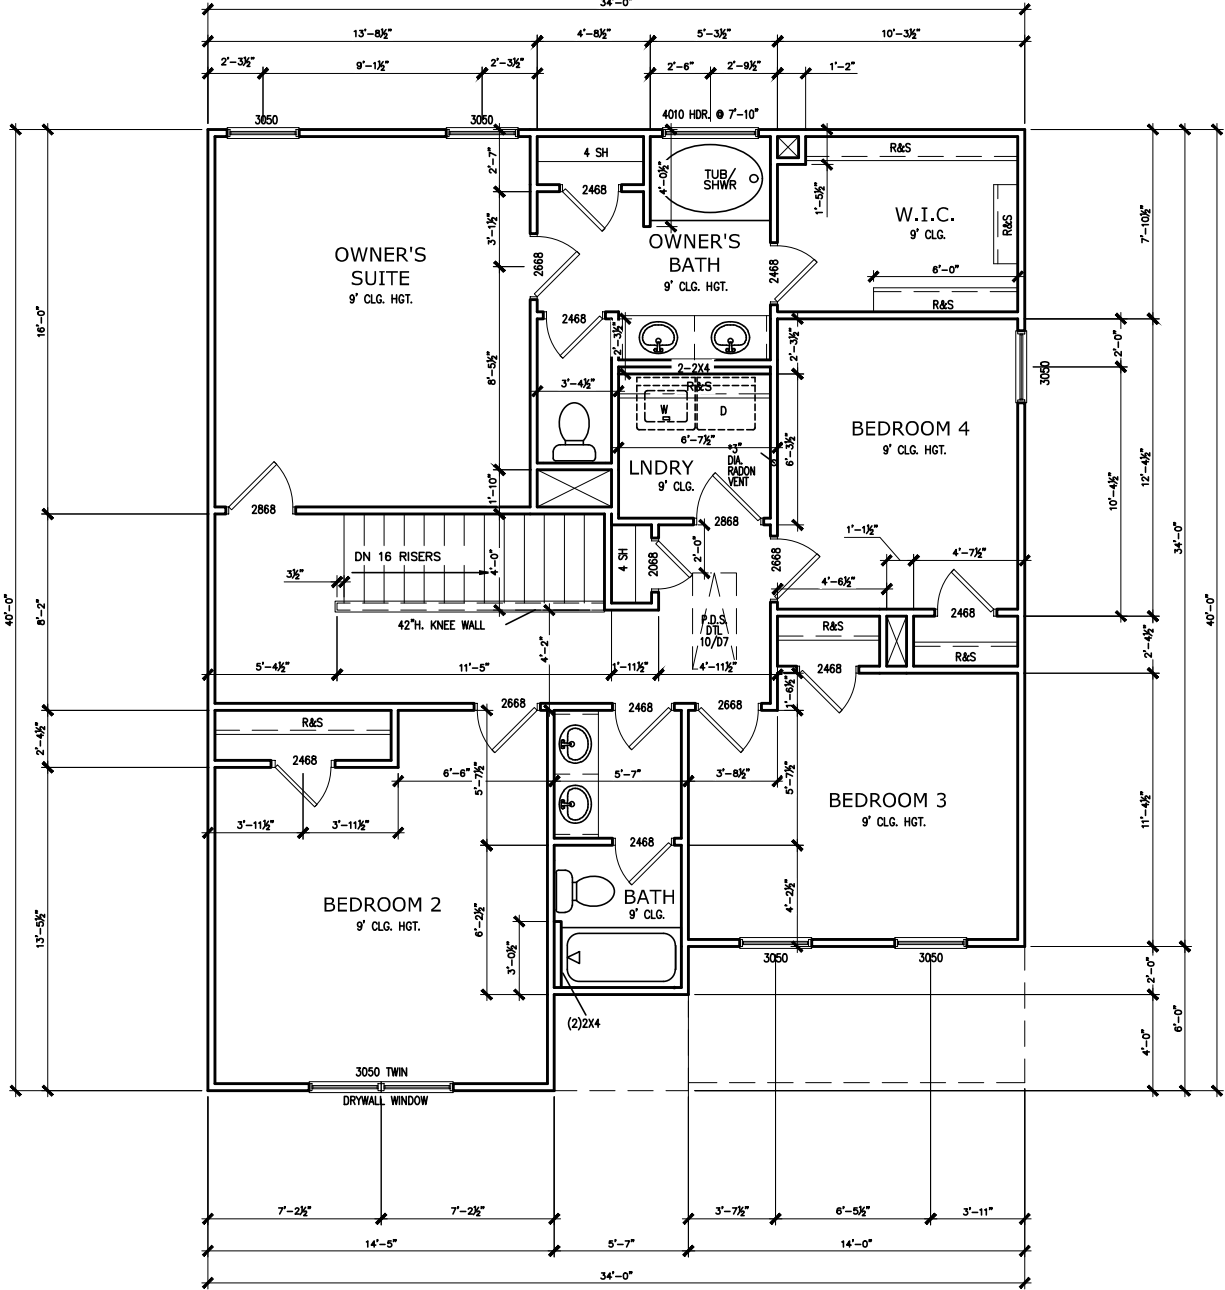 34'-0"
13'-8½" 4'-8½" 5'-3½" 10'-3½"
2'-3½" 9'-1½" 2'-3½" 2'-6" 2'-9½" 1'-2"
3050 3050 4010 HDR. @ 7'-10"
2'-7"
4 SH
2468
4'-0½"
TUB/
SHWR
R&S
1'-5½"
R&S
W.I.C.
9' CLG.
7'-10½"
3'-1½"
OWNER'S
SUITE
9' CLG. HGT.
2668
OWNER'S
BATH
9' CLG. HGT.
2468
6'-0"
R&S
16'-0"
2468
2'-3½"
2'-3½"
2'-0"
3050
8'-5½"
2-2X4
R&S
3'-4½"
W D
6'-7½"
6'-3½"
BEDROOM 4
9' CLG. HGT.
LNDRY
9' CLG.
*3"
DIA.
RADON
VENT
12'-4½"
10'-4½"
1'-10"
2868
2868
34'-0"
DN 16 RISERS
4'-0"
4 SH
2068
2'-0"
2668
1'-1½"
4'-7½"
3½"
4'-6½"
40'-0"
8'-2"
40'-0"
42"H. KNEE WALL
4'-2"
P.D.S.
DTL
10/D7
R&S
2468
R&S
2'-4½"
5'-4½" 11'-5" 1'-11½" 4'-11½"
2468
1'-6½"
2668 2468 2668
R&S
2'-4½"
2468
6'-6" 5'-7" 3'-8½"
5'-7½"
5'-7½"
BEDROOM 3
9' CLG. HGT.
11'-4½"
3'-11½" 3'-11½"
2468
BEDROOM 2
9' CLG. HGT.
BATH
9' CLG.
6'-2½"
4'-2½"
13'-5½"
3'-0½"
3050 3050
2'-0"
(2)2X4
6'-0"
4'-0"
3050 TWIN
DRYWALL WINDOW
7'-2½" 7'-2½" 3'-7½" 6'-5½" 3'-11"
14'-5" 5'-7" 14'-0"
34'-0"